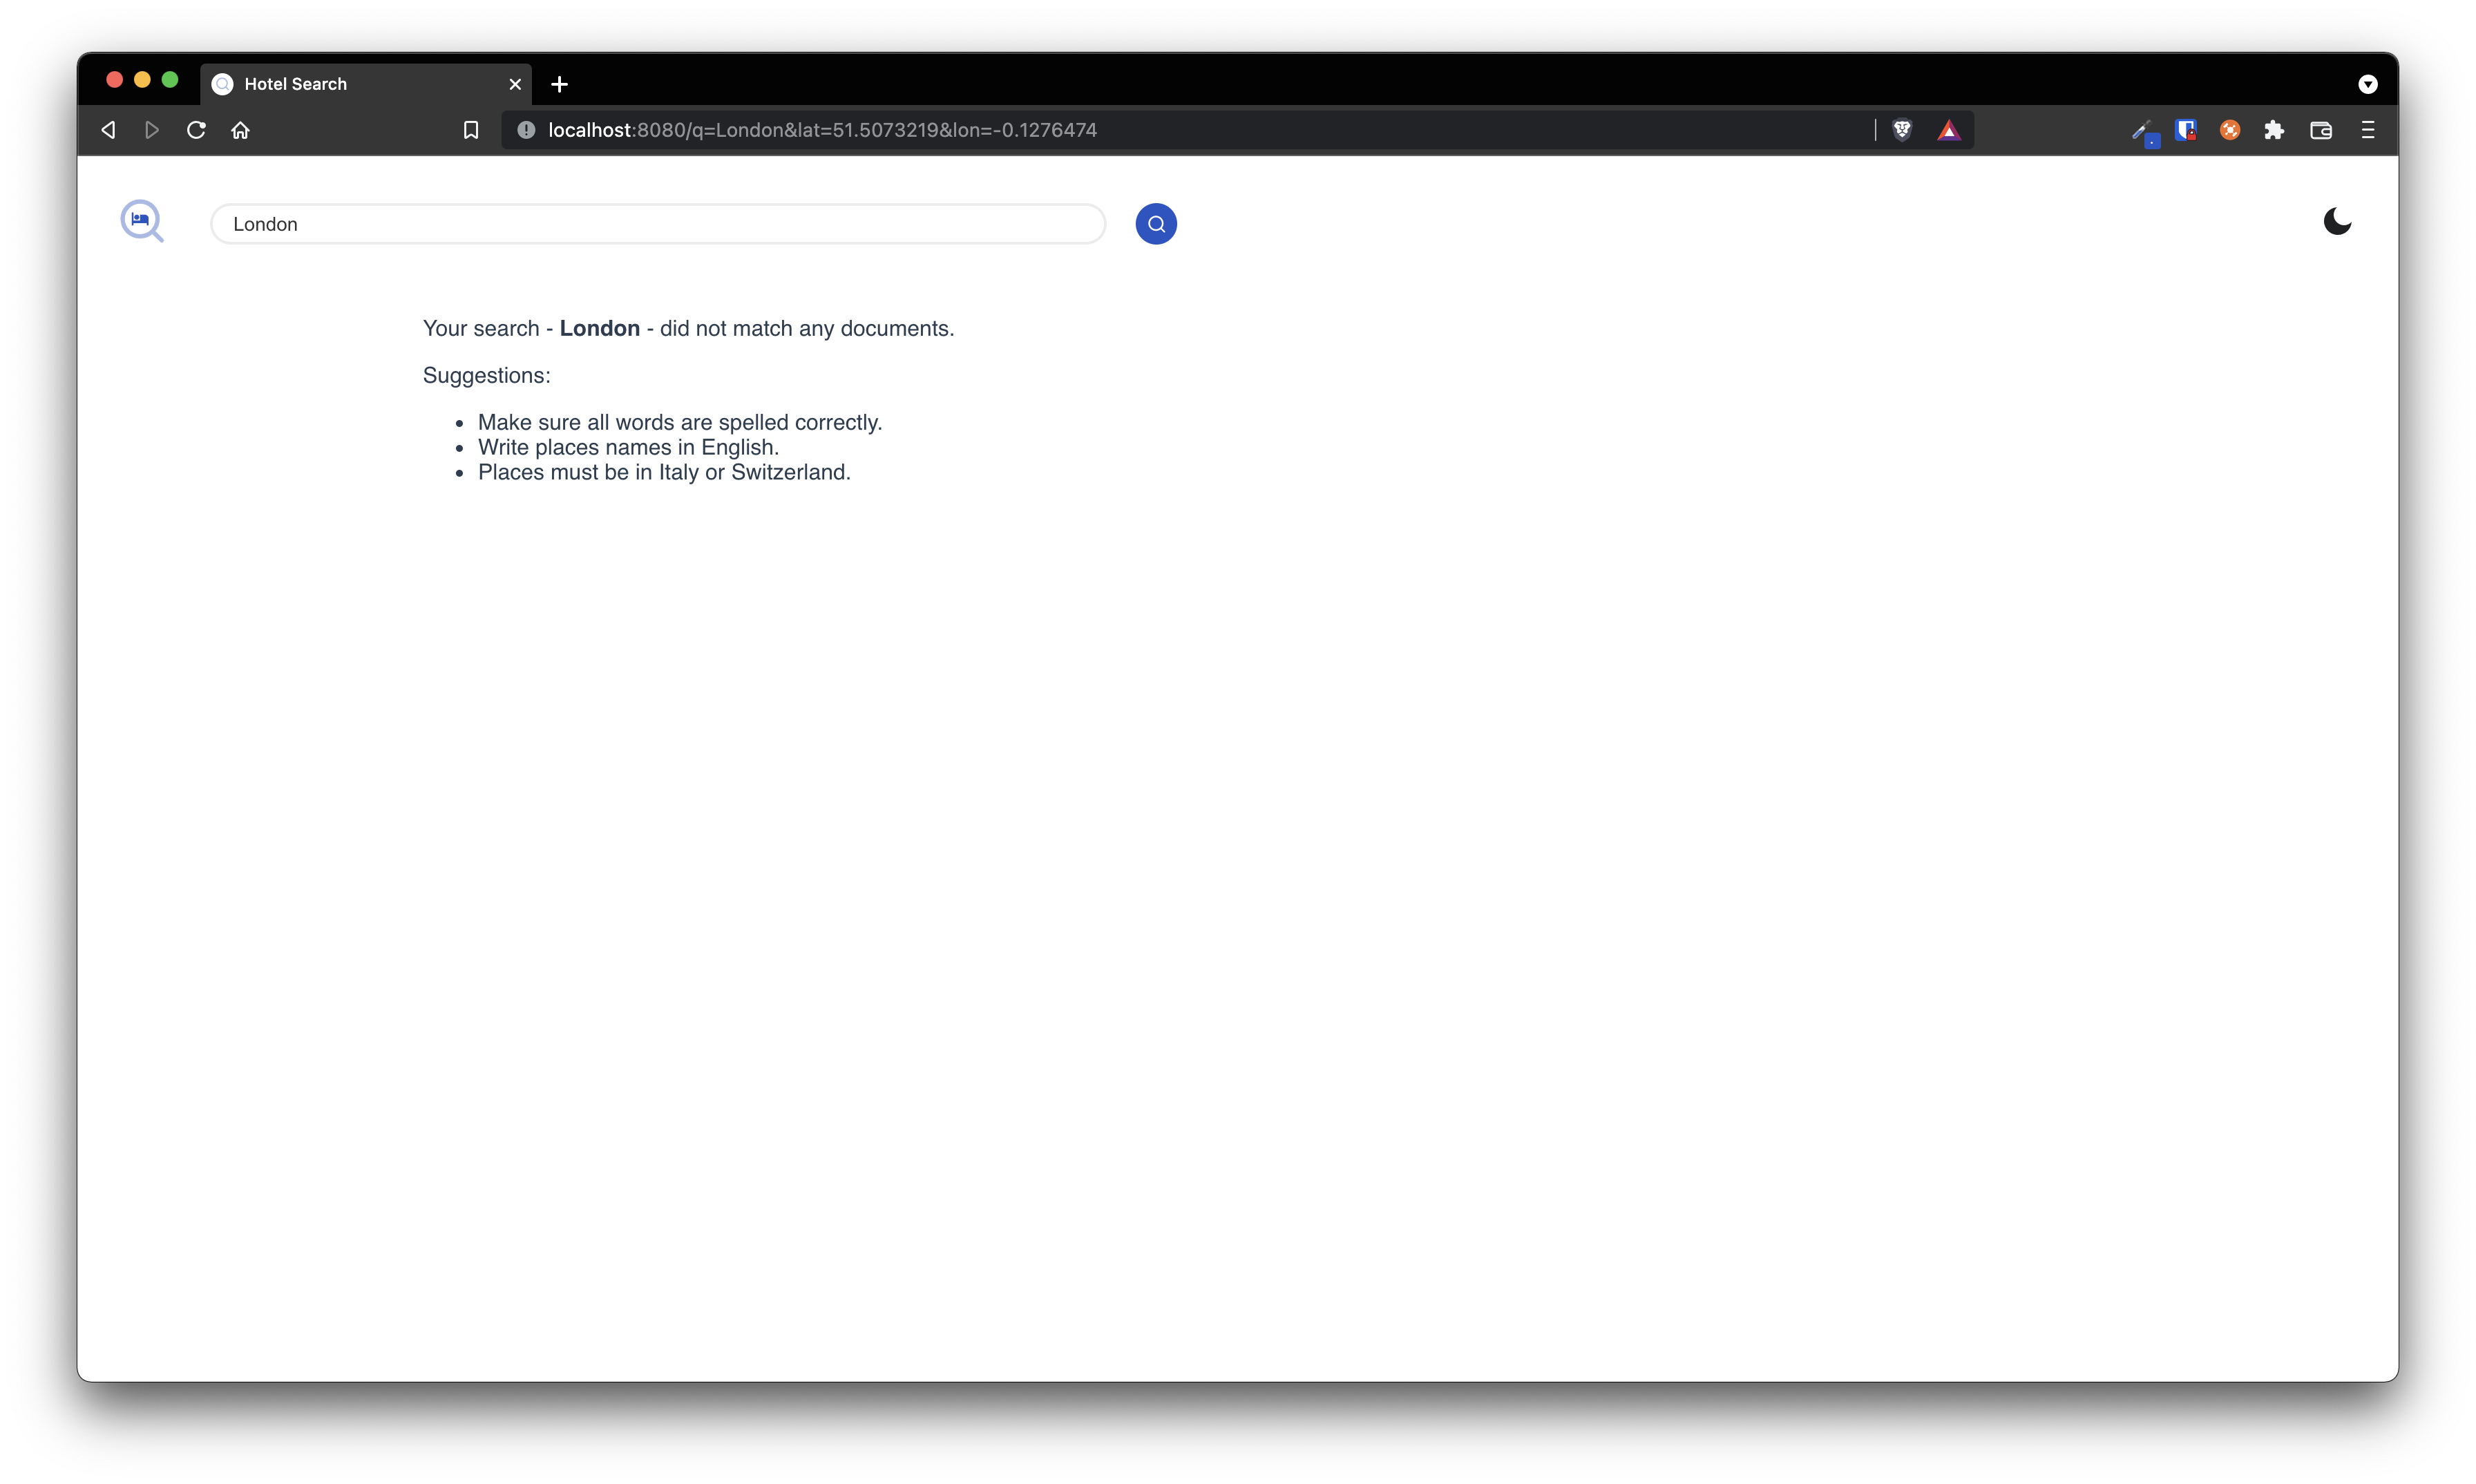 Hotel Search
localhost:8080/q=London&lat=51.5073219&lon=-0.1276474
London
Your search - London - did not match any documents.
Suggestions:
Make sure all words are spelled correctly.
Write places names in English.
Places must be in Italy or Switzerland.